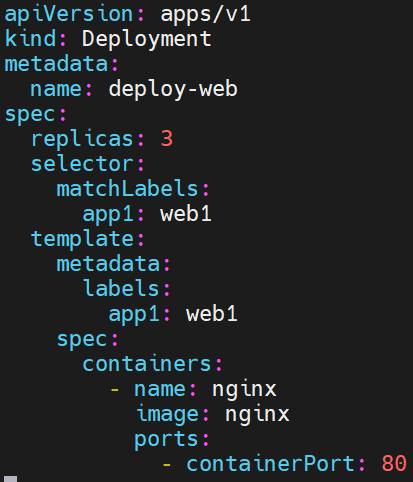 apiVersion: apps/v1
kind: Deployment
metadata:
  name: deploy-web
spec:
  replicas: 3
  selector:
    matchLabels:
      app1: web1
  template:
    metadata:
      labels:
        app1: web1
    spec:
      containers:
        - name: nginx
          image: nginx
          ports:
            - containerPort: 80